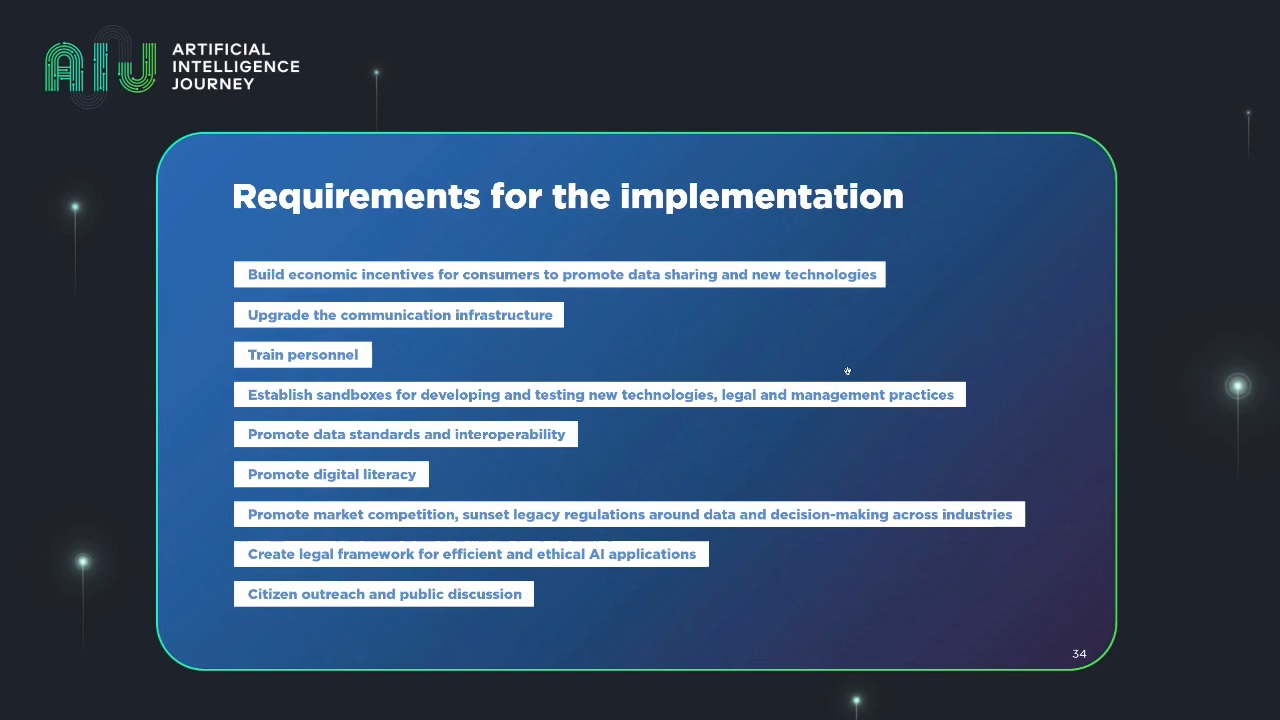 AIJ
ARTIFICIAL
INTELLIGENCE
JOURNEY
Requirements for the implementation
Build economic incentives for consumers to promote data sharing and new technologies
Upgrade the communication infrastructure
Train personnel
Establish sandboxes for developing and testing new technologies, legal and management practices
Promote data standards and interoperability
Promote digital literacy
Promote market competition, sunset legacy regulations around data and decision-making across industries
Create legal framework for efficient and ethical AI applications
Citizen outreach and public discussion
34